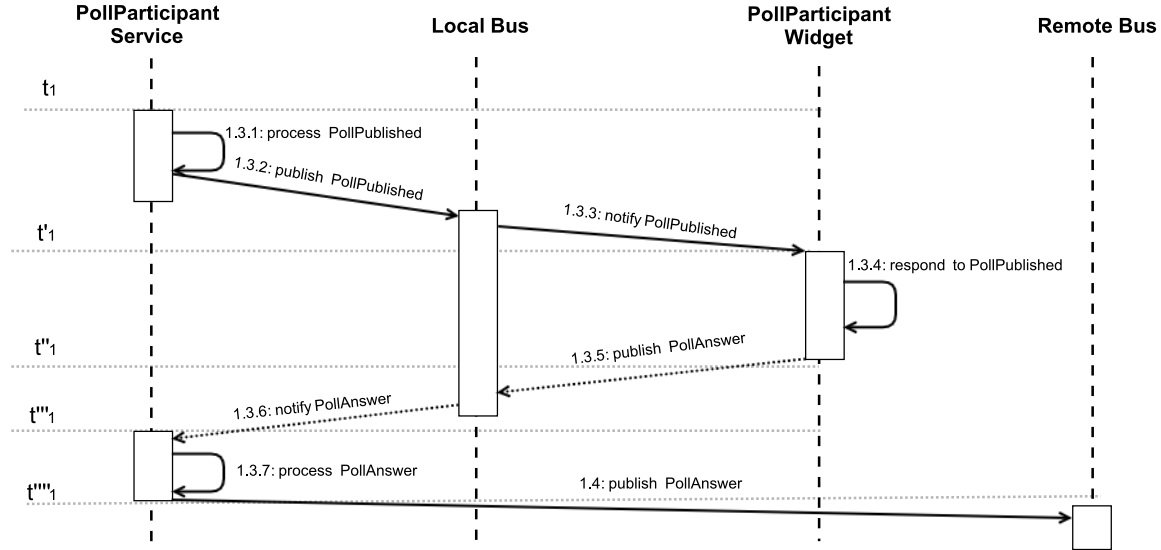 PollParticipant
Service
Local Bus
PollParticipant
Widget
Remote Bus
t1
1.3.1: process PollPublished
1.3.2: publish PollPublished
1.3.3: notify PollPublished
t'1
1.3.4: respond to PollPublished
t''1
1.3.5: publish PollAnswer
1.3.6: notify PollAnswer
t'''1
1.3.7: process PollAnswer
t''''1
1.4: publish PollAnswer